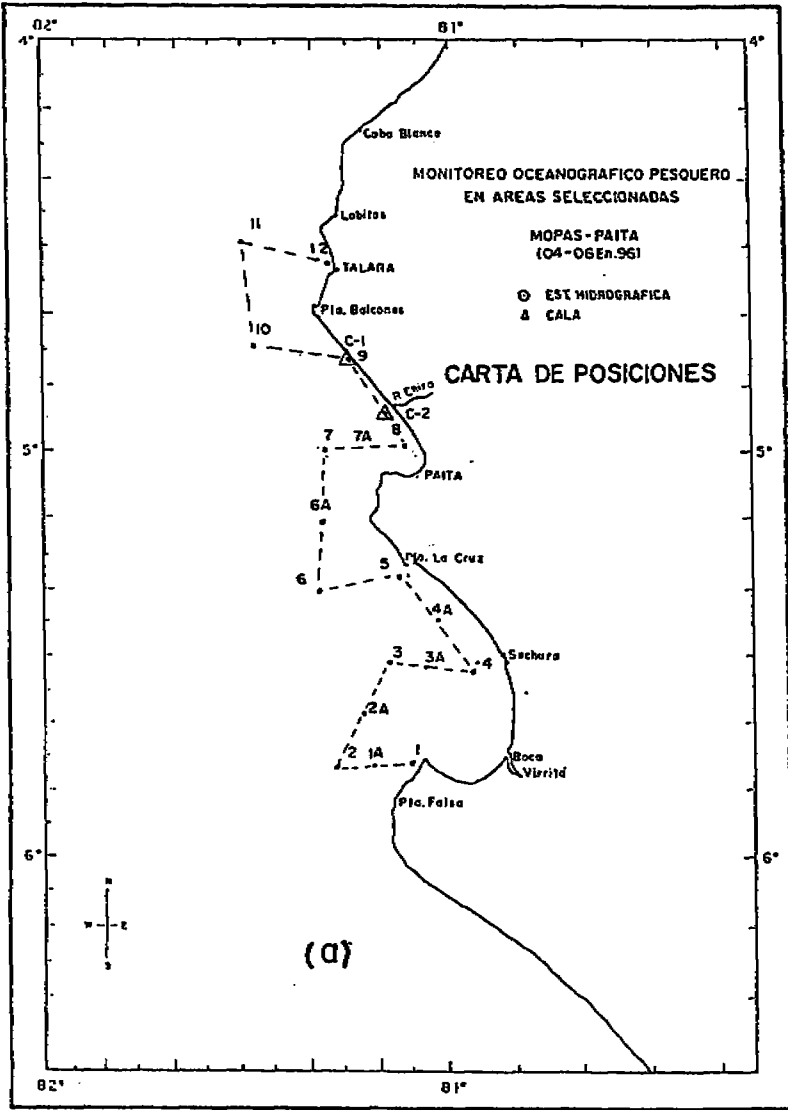 82°
81°
4°
4°
Cabo Blanco
MONITOREO OCEANOGRAFICO PESQUERO
EN AREAS SELECCIONADAS
Lobitos
MOPAS-PAITA
(04-06En.96)
11
12
TALARA
EST. HIDROGRAFICA
CALA
Pta. Balcones
10
C-1
9
CARTA DE POSICIONES
R. Chira
C-2
8
7
7A
5°
5°
PAITA
6A
Pta. La Cruz
5
6
4A
3
3A
4
Sechura
2A
2
1A
1
Boca
Virrilá
Pta. Falsa
6°
6°
N
W
E
S
(a)
82°
81°